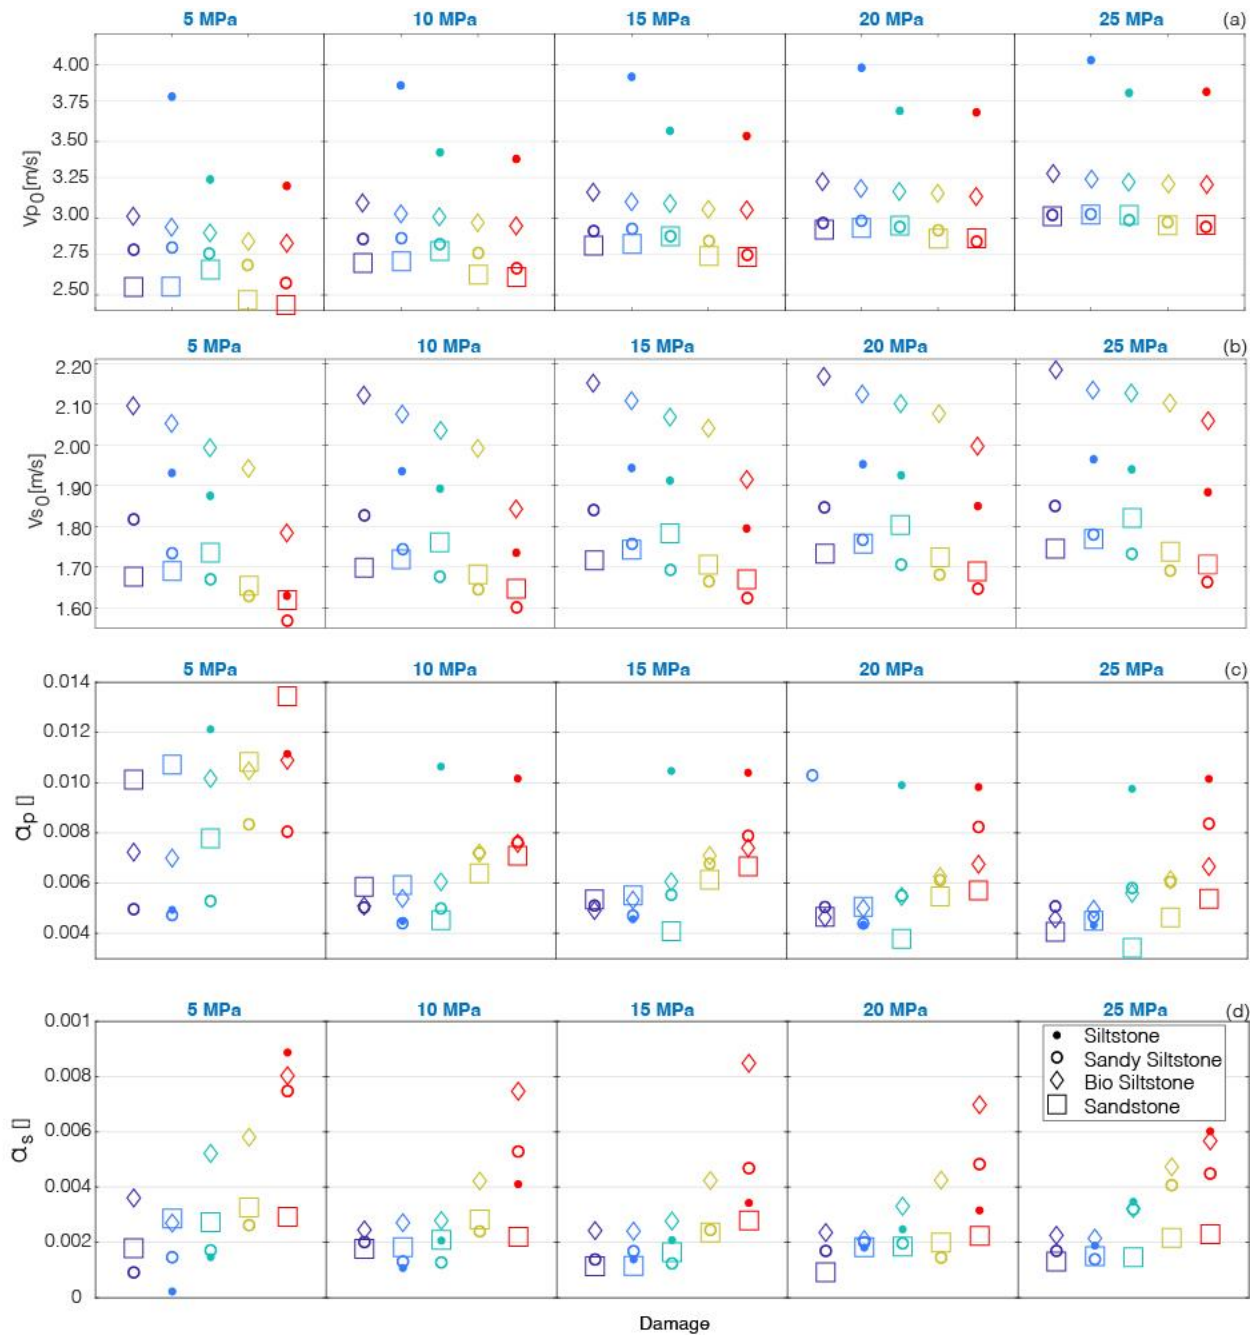 5 MPa 10 MPa 15 MPa 20 MPa 25 MPa (a)
4.00
3.75
3.50
3.25
3.00
2.75
2.50
Vp0[m/s]
5 MPa 10 MPa 15 MPa 20 MPa 25 MPa (b)
2.20
2.10
2.00
1.90
1.80
1.70
1.60
Vs0[m/s]
5 MPa 10 MPa 15 MPa 20 MPa 25 MPa (c)
0.014
0.012
0.010
0.008
0.006
0.004
αp []
5 MPa 10 MPa 15 MPa 20 MPa 25 MPa (d)
0.001
0.008
0.006
0.004
0.002
0
αs []
Siltstone
Sandy Siltstone
Bio Siltstone
Sandstone
Damage